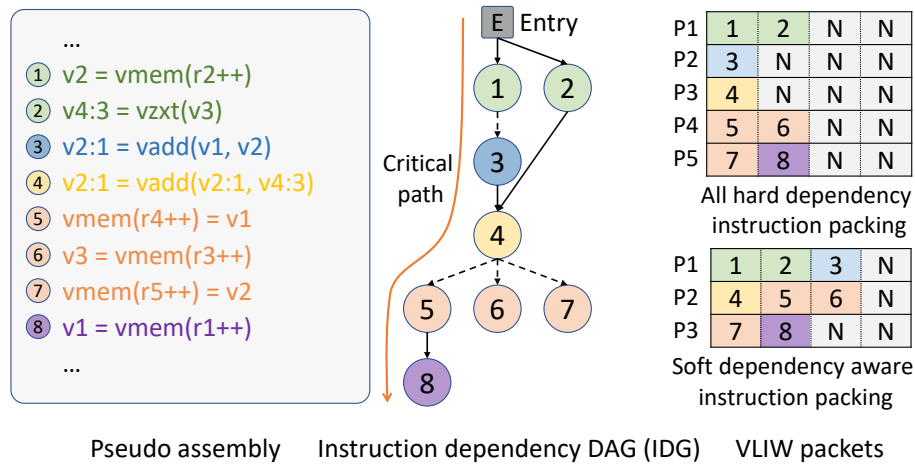 ...
1 v2 = vmem(r2++)
2 v4:3 = vzxt(v3)
3 v2:1 = vadd(v1, v2)
4 v2:1 = vadd(v2:1, v4:3)
5 vmem(r4++) = v1
6 v3 = vmem(r3++)
7 vmem(r5++) = v2
8 v1 = vmem(r1++)
...
Pseudo assembly
E Entry
1 2
3
Critical
path
4
5 6 7
8
Instruction dependency DAG (IDG)
P1 1 2 N N
P2 3 N N N
P3 4 N N N
P4 5 6 N N
P5 7 8 N N
All hard dependency
instruction packing
P1 1 2 3 N
P2 4 5 6 N
P3 7 8 N N
Soft dependency aware
instruction packing
VLIW packets